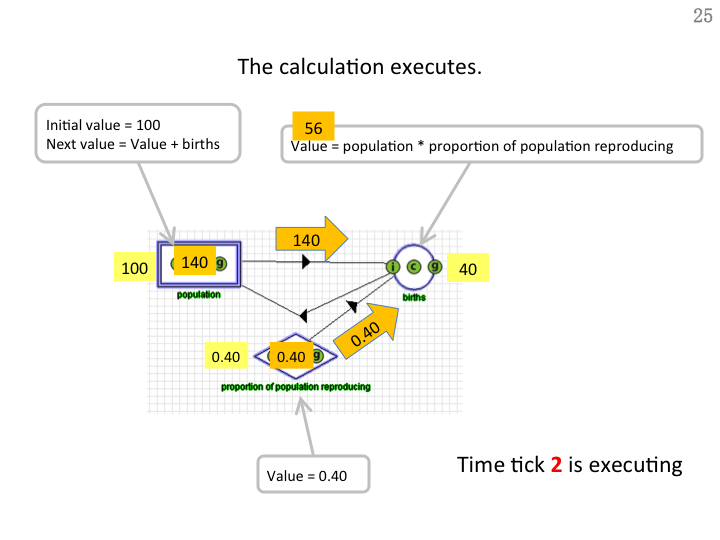 25
The calculation executes.
Initial value = 100
Next value = Value + births
56
Value = population * proportion of population reproducing
140
100
140
g
population
i c g
births
40
0.40
0.40
0.40
g
proportion of population reproducing
Value = 0.40
Time tick 2 is executing